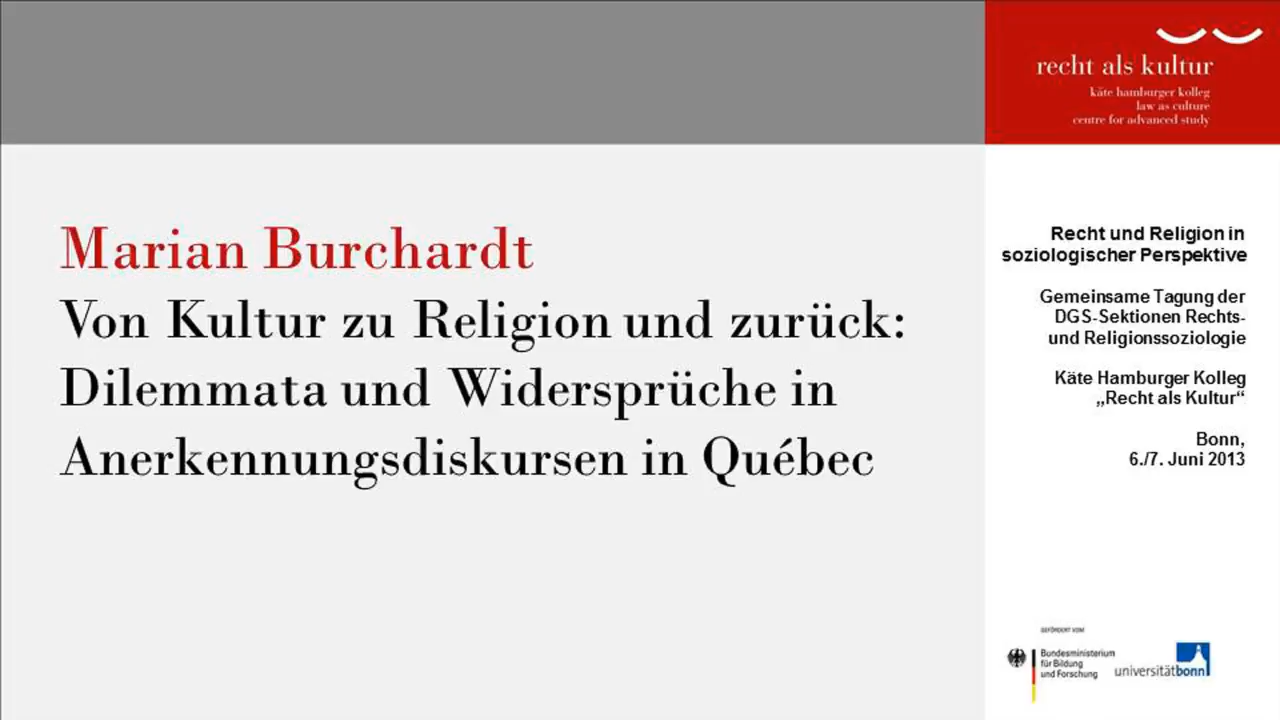 recht als kultur
käte hamburger kolleg
law as culture
centre for advanced study
Marian Burchardt
Von Kultur zu Religion und zurück:
Dilemmata und Widersprüche in
Anerkennungsdiskursen in Québec
Recht und Religion in
soziologischer Perspektive
Gemeinsame Tagung der
DGS-Sektionen Rechts-
und Religionssoziologie
Käte Hamburger Kolleg
„Recht als Kultur“
Bonn,
6./7. Juni 2013
GEFÖRDERT VOM
Bundesministerium
für Bildung
und Forschung
universitätbonn